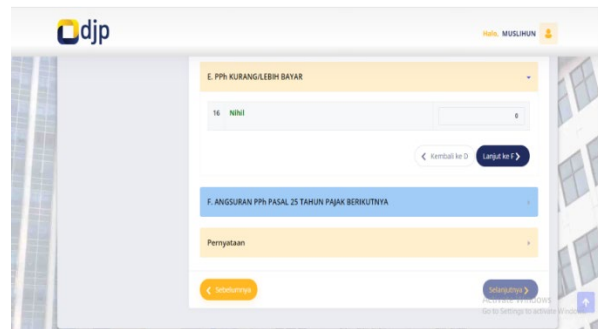 djp
Halo, MUSLIHUN
E. PPh KURANG/LEBIH BAYAR
16 Nihil 0
Kembali ke D Lanjut ke F
F. ANGSURAN PPh PASAL 25 TAHUN PAJAK BERIKUTNYA
Pernyataan
Sebelumnya Selanjutnya
Activate Windows
Go to Settings to activate Windows.